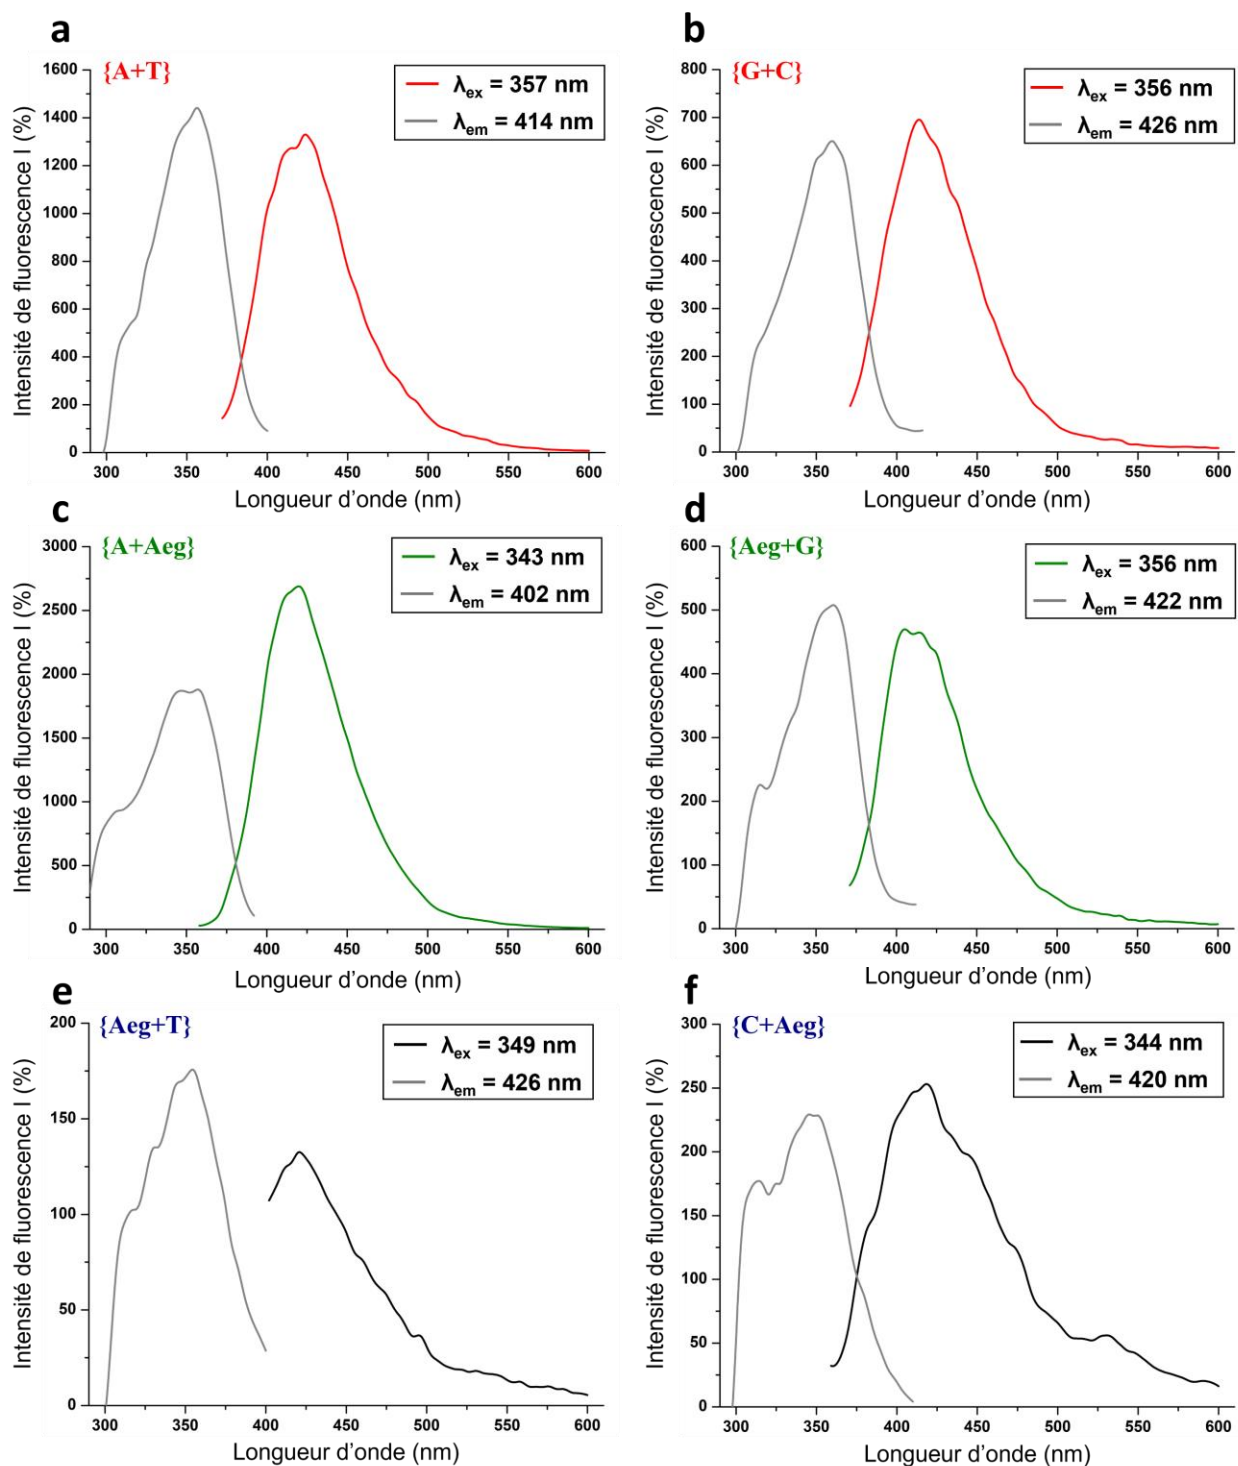 a
{A+T}
λex = 357 nm
λem = 414 nm
Intensité de fluorescence I (%)
1600
1400
1200
1000
800
600
400
200
0
300 350 400 450 500 550 600
Longueur d'onde (nm)
b
{G+C}
λex = 356 nm
λem = 426 nm
Intensité de fluorescence I (%)
800
700
600
500
400
300
200
100
0
300 350 400 450 500 550 600
Longueur d'onde (nm)
c
{A+Aeg}
λex = 343 nm
λem = 402 nm
Intensité de fluorescence I (%)
3000
2500
2000
1500
1000
500
0
300 350 400 450 500 550 600
Longueur d'onde (nm)
d
{Aeg+G}
λex = 356 nm
λem = 422 nm
Intensité de fluorescence I (%)
600
500
400
300
200
100
0
300 350 400 450 500 550 600
Longueur d'onde (nm)
e
{Aeg+T}
λex = 349 nm
λem = 426 nm
Intensité de fluorescence I (%)
200
150
100
50
0
300 350 400 450 500 550 600
Longueur d'onde (nm)
f
{C+Aeg}
λex = 344 nm
λem = 420 nm
Intensité de fluorescence I (%)
300
250
200
150
100
50
0
300 350 400 450 500 550 600
Longueur d'onde (nm)